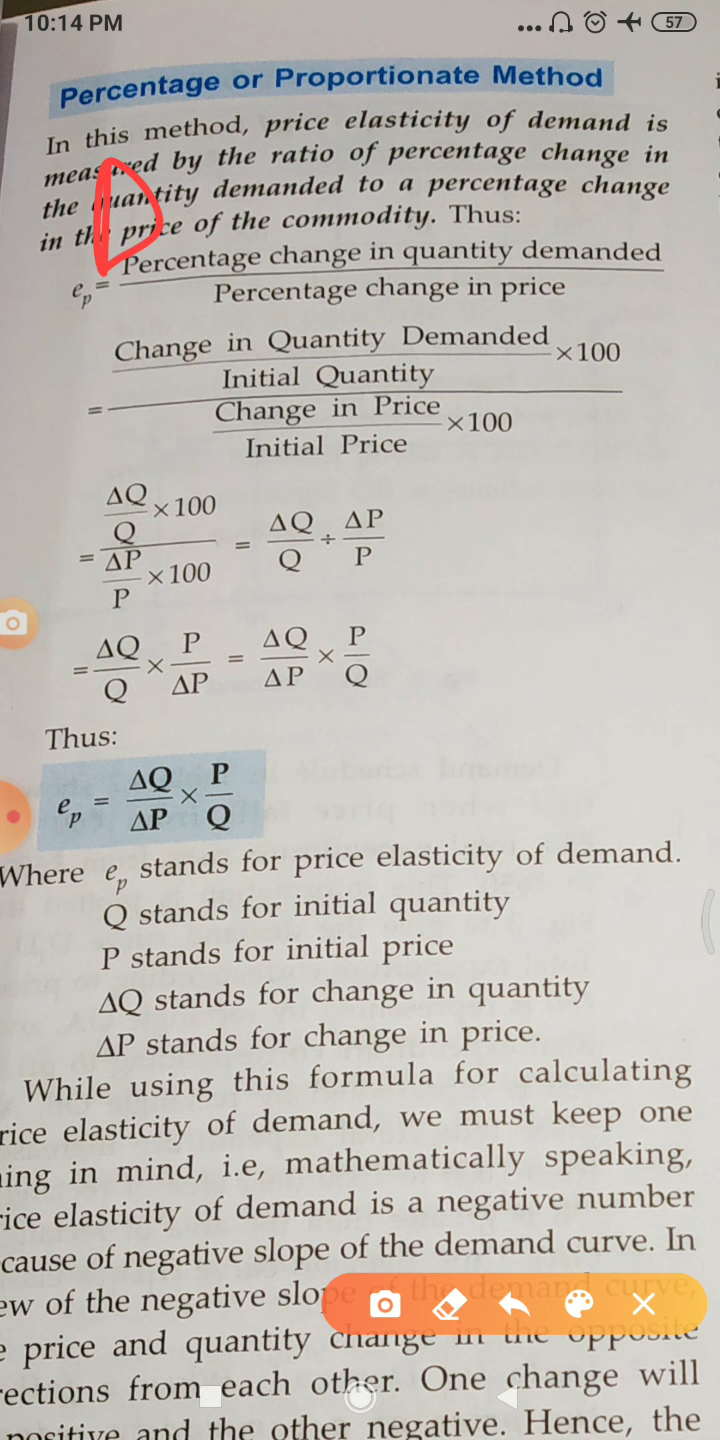 10:14 PM
57
Percentage or Proportionate Method
In this method, price elasticity of demand is
measured by the ratio of percentage change in
the quantity demanded to a percentage change
in the price of the commodity. Thus:
eₚ = Percentage change in quantity demanded
Percentage change in price
Change in Quantity Demanded ×100
Initial Quantity
=
Change in Price ×100
Initial Price
ΔQ ×100
Q
= = ΔQ/Q ÷ ΔP/P
ΔP ×100
P
= ΔQ/Q × P/ΔP = ΔQ/ΔP × P/Q
Thus:
eₚ = ΔQ/ΔP × P/Q
Where eₚ stands for price elasticity of demand.
Q stands for initial quantity
P stands for initial price
ΔQ stands for change in quantity
ΔP stands for change in price.
While using this formula for calculating
rice elasticity of demand, we must keep one
ing in mind, i.e, mathematically speaking,
ice elasticity of demand is a negative number
cause of negative slope of the demand curve. In
ew of the negative slope of the demand curve,
e price and quantity change in the opposite
rections from each other. One change will
positive and the other negative. Hence, the